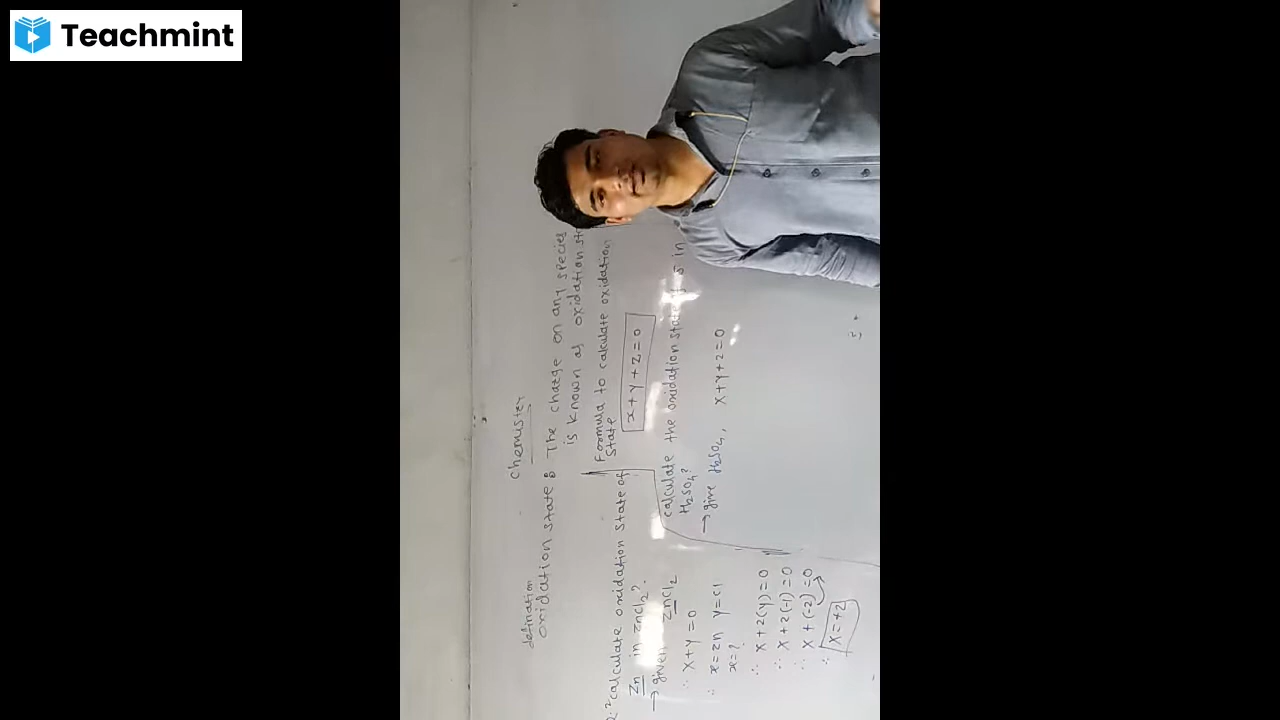 Teachmint
chemistry
defination
oxidation state : The charge on any species
is known as oxidation
Formula to calculate oxidation
state
x+y+z=0
calculate oxidation state of
Zn in ZnCl2?
→ given ZnCl2
∴ x+y=0
∴ x=zn y=cl
x=?
∴ x+2(y)=0
∴ x+2(-1)=0
∴ x+(-2)=0
∴ x=+2
calculate the oxidation state of S in
H2SO4?
→ give H2SO4, x+y+z=0